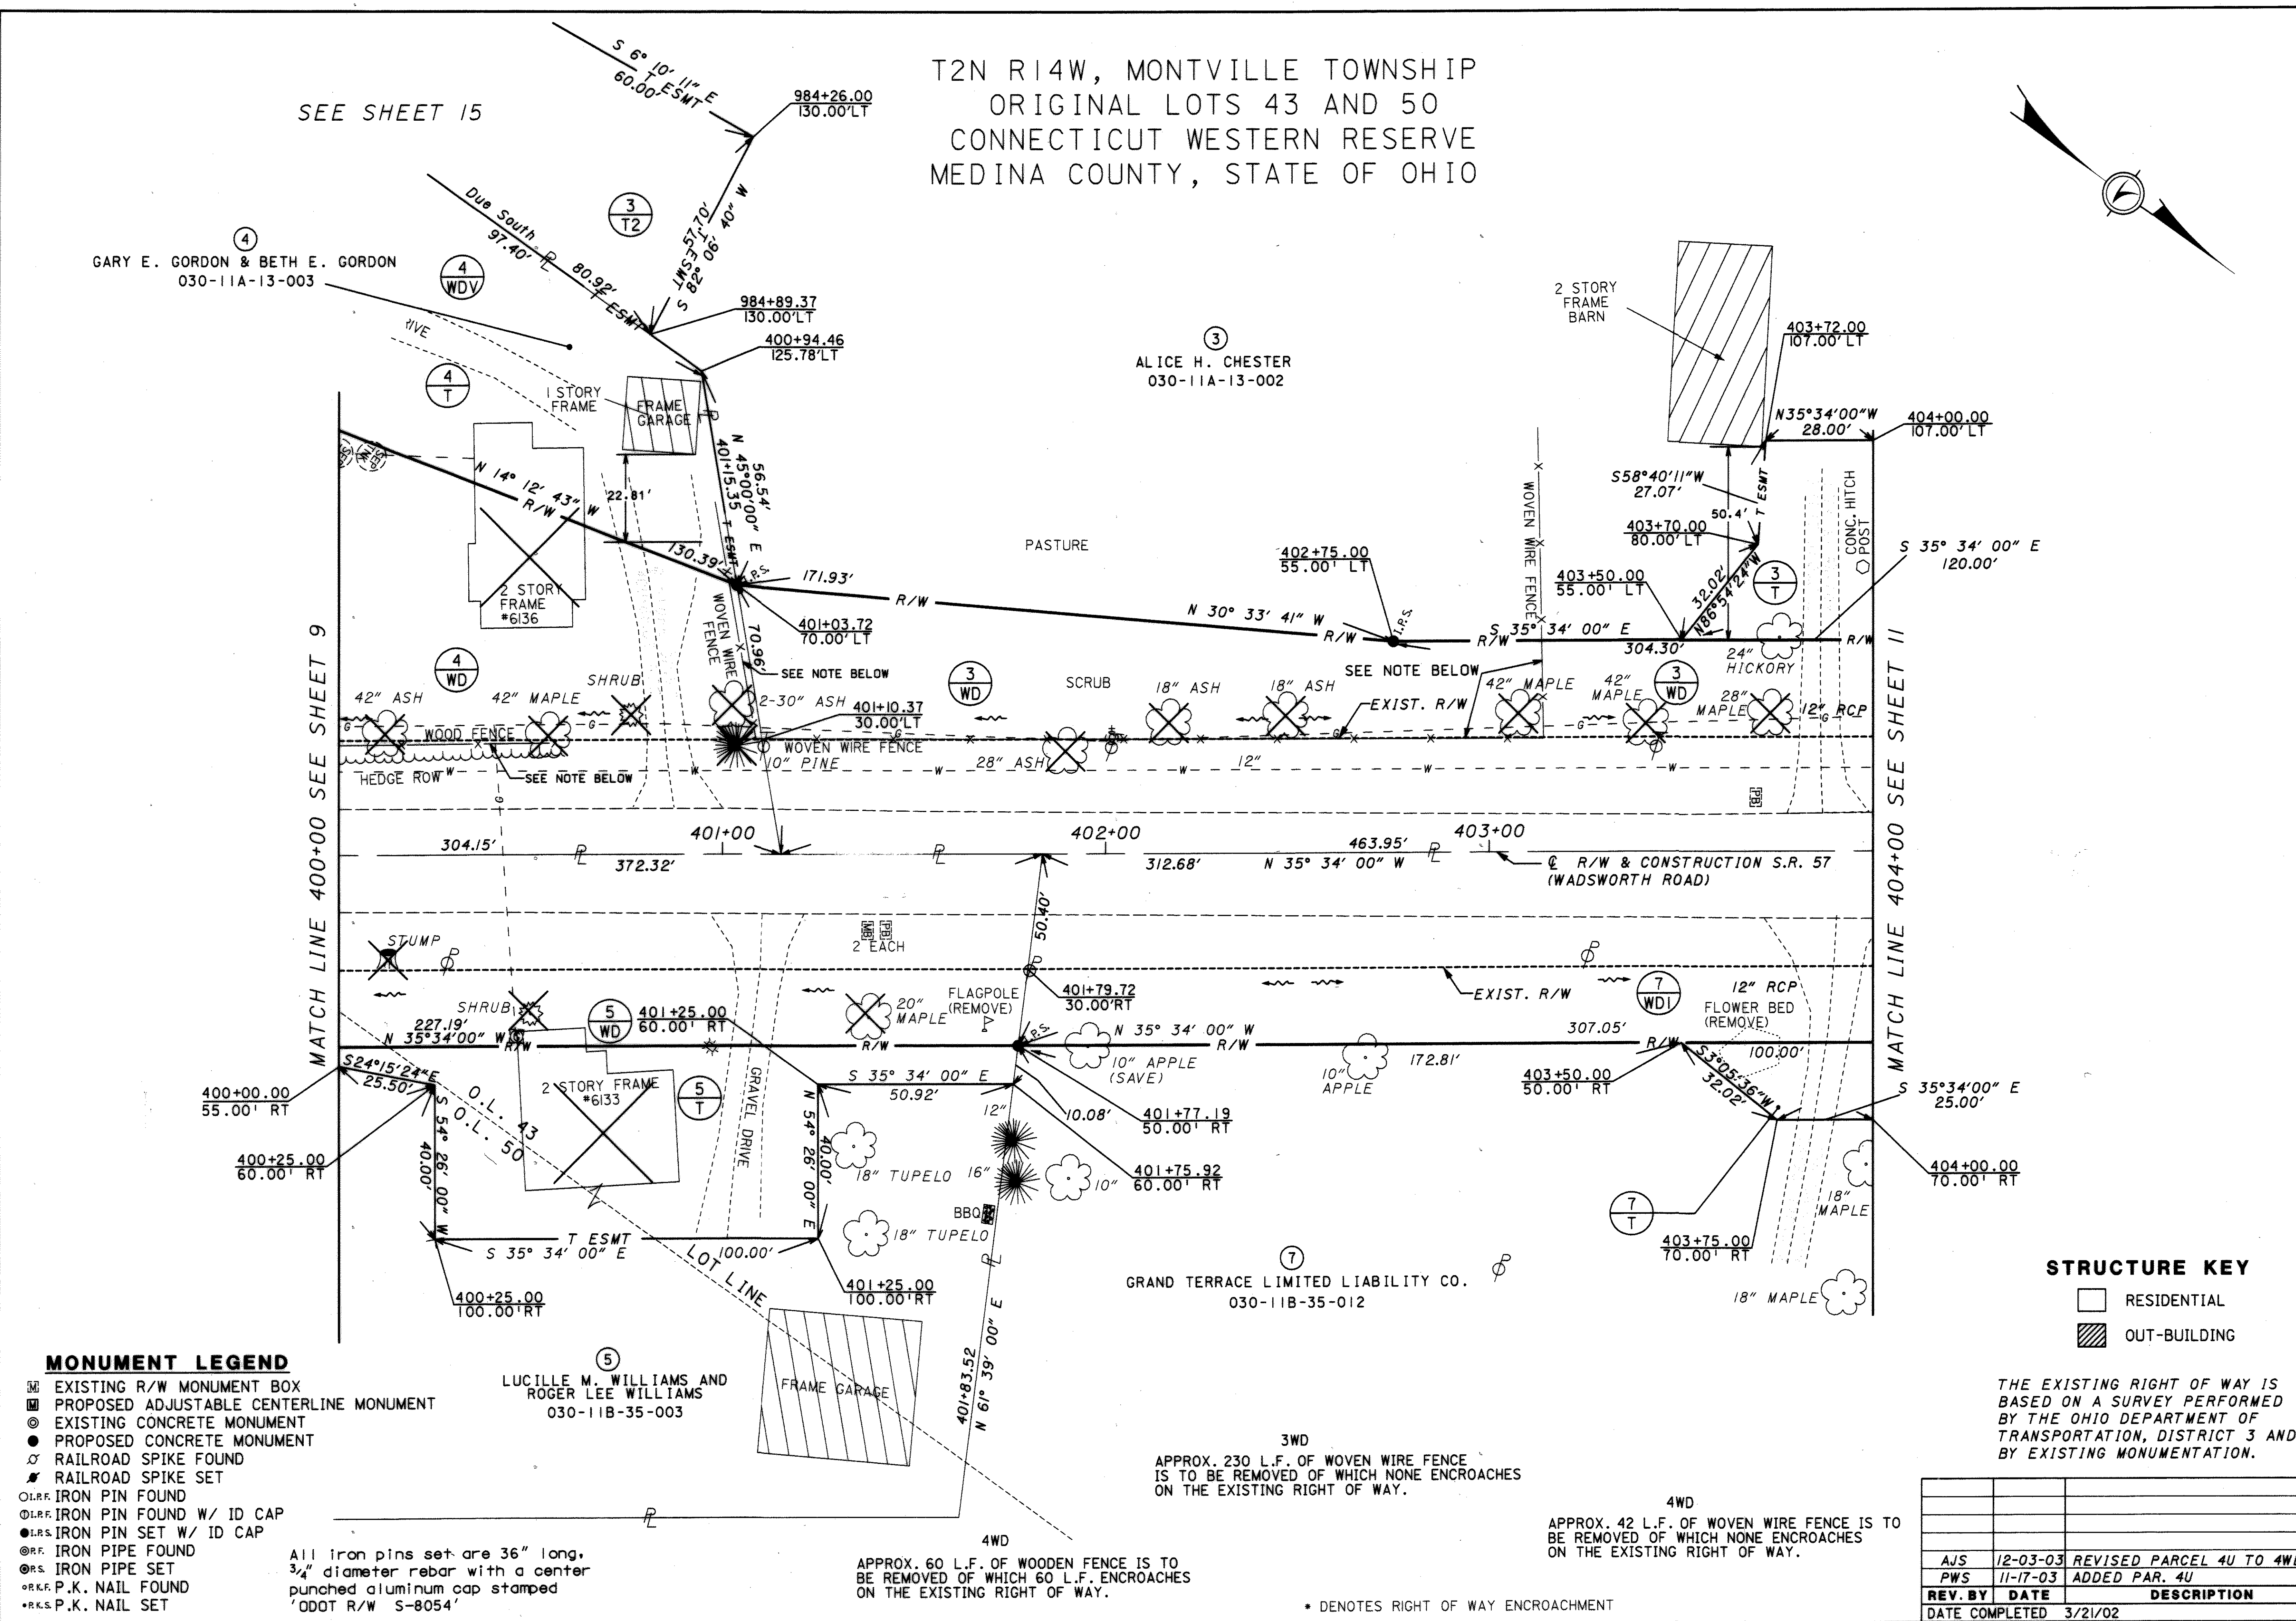 T2N R14W, MONTVILLE TOWNSHIP
ORIGINAL LOTS 43 AND 50
CONNECTICUT WESTERN RESERVE
MEDINA COUNTY, STATE OF OHIO
SEE SHEET 15
S 6° 10' 11" E
60.00'
T ESMT
984+26.00
130.00'LT
3
T2
57.70'
T ESMT
S 82° 06' 40" W
Due South
97.40'
PL
80.92'
T ESMT
4
GARY E. GORDON & BETH E. GORDON
030-11A-13-003
4
WDV
984+89.37
130.00'LT
400+94.46
125.78'LT
3
ALICE H. CHESTER
030-11A-13-002
2 STORY
FRAME
BARN
403+72.00
107.00' LT
N35°34'00"W
28.00'
404+00.00
107.00' LT
4
T
1 STORY
FRAME
FRAME
GARAGE
PL
56.54'
N 45°00'00" E
401+15.35
T ESMT
N 14° 12' 43" W
R/W
22.81'
130.39'
I.P.S.
171.93'
R/W
PASTURE
402+75.00
55.00' LT
N 30° 33' 41" W
R/W
I.P.S.
WOVEN WIRE FENCE
S58°40'11"W
27.07'
T ESMT
50.4'
403+70.00
80.00' LT
403+50.00
55.00' LT
32.02'
N86°54'24"W
3
T
CONC. HITCH
POST
S 35° 34' 00" E
120.00'
2 STORY
FRAME
#6136
401+03.72
70.00' LT
WOVEN WIRE
FENCE
70.96'
SEE NOTE BELOW
R/W
S 35° 34' 00" E
304.30'
R/W
24"
HICKORY
4
WD
3
WD
SCRUB
SEE NOTE BELOW
3
WD
42" ASH
42" MAPLE
SHRUB
2-30" ASH
401+10.37
30.00'LT
18" ASH
18" ASH
EXIST. R/W
42" MAPLE
42"
MAPLE
28"
MAPLE
12" RCP
WOOD FENCE
HEDGE ROW
SEE NOTE BELOW
WOVEN WIRE FENCE
10" PINE
28" ASH
12"
PB
MATCH LINE 400+00 SEE SHEET 9
MATCH LINE 404+00 SEE SHEET 11
401+00
402+00
403+00
304.15'
PL
372.32'
PL
312.68'
463.95'
N 35° 34' 00" W
PL
CL R/W & CONSTRUCTION S.R. 57
(WADSWORTH ROAD)
50.40'
STUMP
MB
PB
2 EACH
SHRUB
5
WD
401+25.00
60.00' RT
20"
MAPLE
FLAGPOLE
(REMOVE)
401+79.72
30.00'RT
EXIST. R/W
7
WD1
12" RCP
FLOWER BED
(REMOVE)
227.19'
N 35°34'00" W
R/W
R/W
I.P.S.
N 35° 34' 00" W
R/W
307.05'
R/W
100.00'
S24°15'24"E
25.50'
400+00.00
55.00' RT
400+25.00
60.00' RT
S 54° 26' 00" W
40.00'
O.L. 43
O.L. 50
2 STORY FRAME
#6133
5
T
GRAVEL DRIVE
N 54° 26' 00" E
40.00'
S 35° 34' 00" E
50.92'
12"
10.08'
10" APPLE
(SAVE)
401+77.19
50.00' RT
10"
APPLE
172.81'
403+50.00
50.00' RT
S3°05'36"W
32.02'
S 35°34'00" E
25.00'
18" TUPELO
16"
10"
401+75.92
60.00' RT
404+00.00
70.00' RT
18"
MAPLE
7
T
BBQ
18" TUPELO
T ESMT
S 35° 34' 00" E
100.00'
LOT LINE
400+25.00
100.00'RT
401+25.00
100.00'RT
PL
403+75.00
70.00' RT
7
GRAND TERRACE LIMITED LIABILITY CO.
030-11B-35-012
18" MAPLE
5
LUCILLE M. WILLIAMS AND
ROGER LEE WILLIAMS
030-11B-35-003
FRAME GARAGE
401+83.52
N 61° 39' 00" E
PL
STRUCTURE KEY
RESIDENTIAL
OUT-BUILDING
THE EXISTING RIGHT OF WAY IS
BASED ON A SURVEY PERFORMED
BY THE OHIO DEPARTMENT OF
TRANSPORTATION, DISTRICT 3 AND
BY EXISTING MONUMENTATION.
MONUMENT LEGEND
EXISTING R/W MONUMENT BOX
PROPOSED ADJUSTABLE CENTERLINE MONUMENT
EXISTING CONCRETE MONUMENT
PROPOSED CONCRETE MONUMENT
RAILROAD SPIKE FOUND
RAILROAD SPIKE SET
I.P.F. IRON PIN FOUND
I.P.F. IRON PIN FOUND W/ ID CAP
I.P.S. IRON PIN SET W/ ID CAP
P.F. IRON PIPE FOUND
P.S. IRON PIPE SET
P.K.F. P.K. NAIL FOUND
P.K.S. P.K. NAIL SET
All iron pins set are 36" long,
3/4" diameter rebar with a center
punched aluminum cap stamped
'ODOT R/W S-8054'
3WD
APPROX. 230 L.F. OF WOVEN WIRE FENCE
IS TO BE REMOVED OF WHICH NONE ENCROACHES
ON THE EXISTING RIGHT OF WAY.
4WD
APPROX. 60 L.F. OF WOODEN FENCE IS TO
BE REMOVED OF WHICH 60 L.F. ENCROACHES
ON THE EXISTING RIGHT OF WAY.
4WD
APPROX. 42 L.F. OF WOVEN WIRE FENCE IS TO
BE REMOVED OF WHICH NONE ENCROACHES
ON THE EXISTING RIGHT OF WAY.
* DENOTES RIGHT OF WAY ENCROACHMENT
AJS 12-03-03 REVISED PARCEL 4U TO 4W
PWS 11-17-03 ADDED PAR. 4U
REV. BY DATE DESCRIPTION
DATE COMPLETED 3/21/02